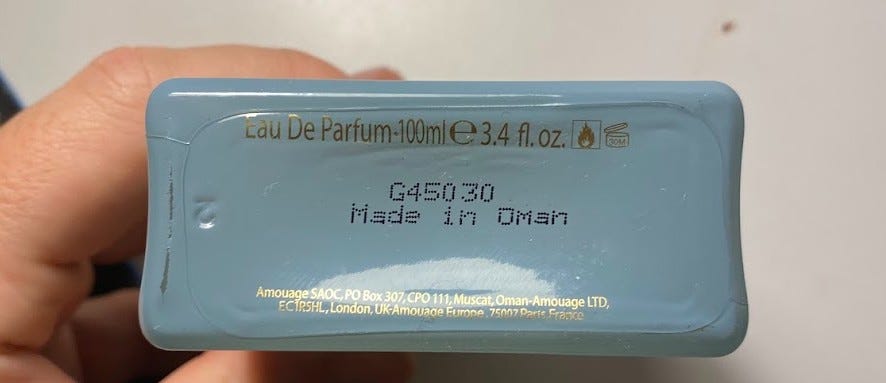 Eau De Parfum-100ml ℮ 3.4 fl. oz. 30M
G45030
Made in Oman
Amouage SAOC, PO Box 307, CPO 111, Muscat, Oman-Amouage LTD,
EC1R5HL, London, UK-Amouage Europe, 75007 Paris France